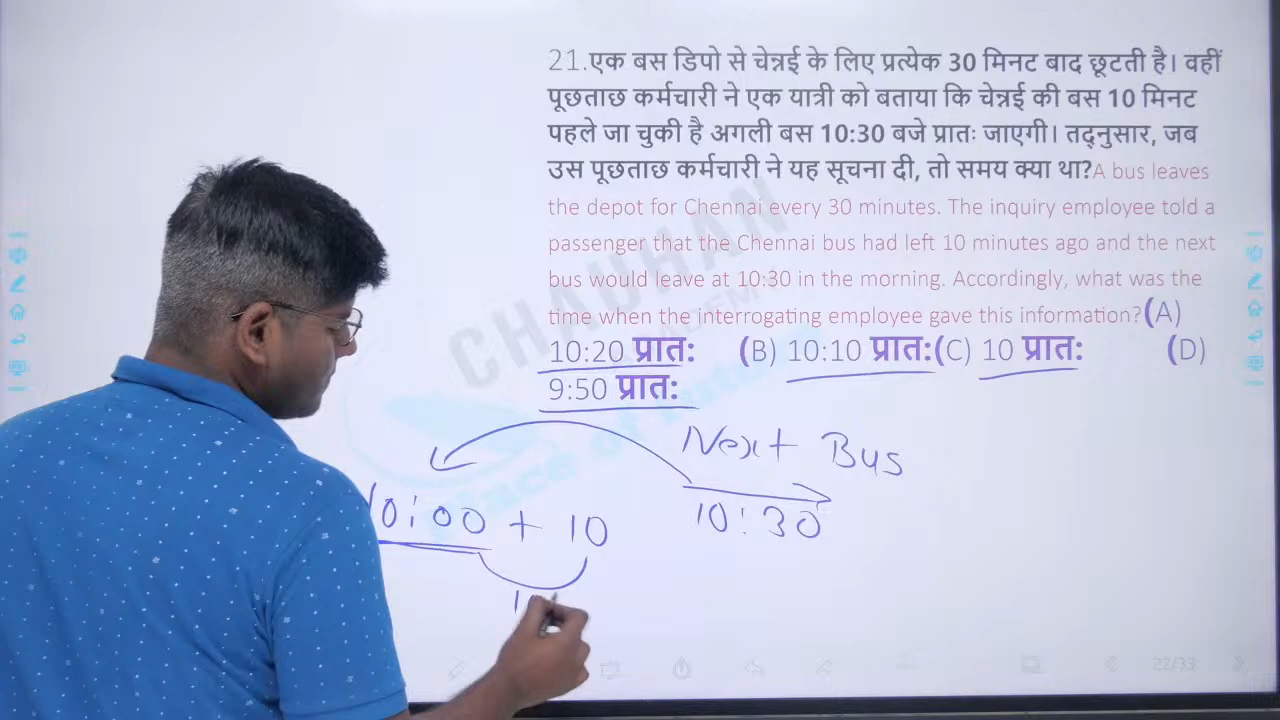 21.एक बस डिपो से चेन्नई के लिए प्रत्येक 30 मिनट बाद छूटती है। वहीं
पूछताछ कर्मचारी ने एक यात्री को बताया कि चेन्नई की बस 10 मिनट
पहले जा चुकी है अगली बस 10:30 बजे प्रातः जाएगी। तद्नुसार, जब
उस पूछताछ कर्मचारी ने यह सूचना दी, तो समय क्या था?A bus leaves
the depot for Chennai every 30 minutes. The inquiry employee told a
passenger that the Chennai bus had left 10 minutes ago and the next
bus would leave at 10:30 in the morning. Accordingly, what was the
time when the interrogating employee gave this information?(A)
10:20 प्रात: (B) 10:10 प्रात:(C) 10 प्रात: (D)
9:50 प्रात:
CHAUHAN
Next Bus
10:30
10:00 + 10
22/33